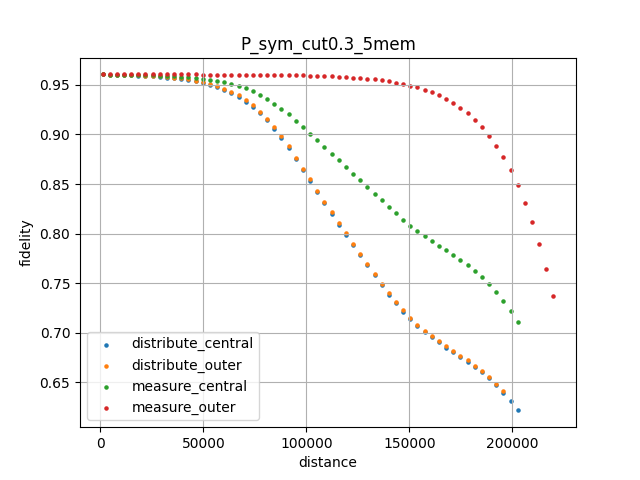 P_sym_cut0.3_5mem
fidelity
0.95
0.90
0.85
0.80
0.75
0.70
0.65
distribute_central
distribute_outer
measure_central
measure_outer
0 50000 100000 150000 200000
distance